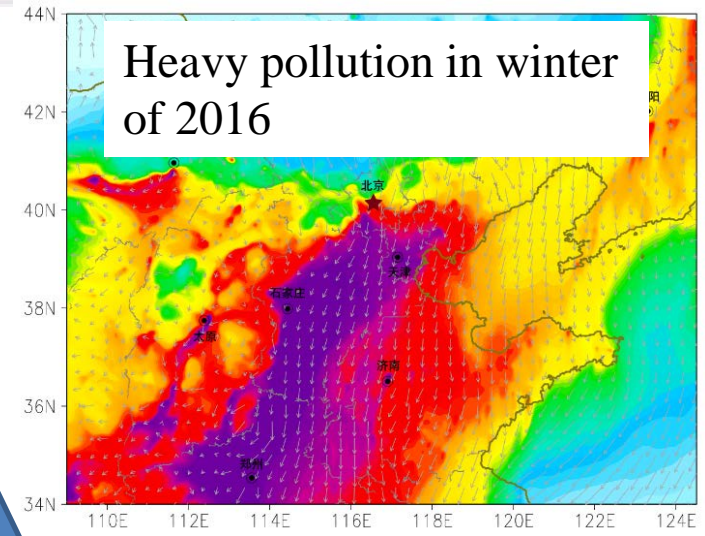 44N
Heavy pollution in winter
of 2016
42N
阳
北京
40N
天津
石家庄
38N
太原
济南
36N
郑州
34N
110E 112E 114E 116E 118E 120E 122E 124E